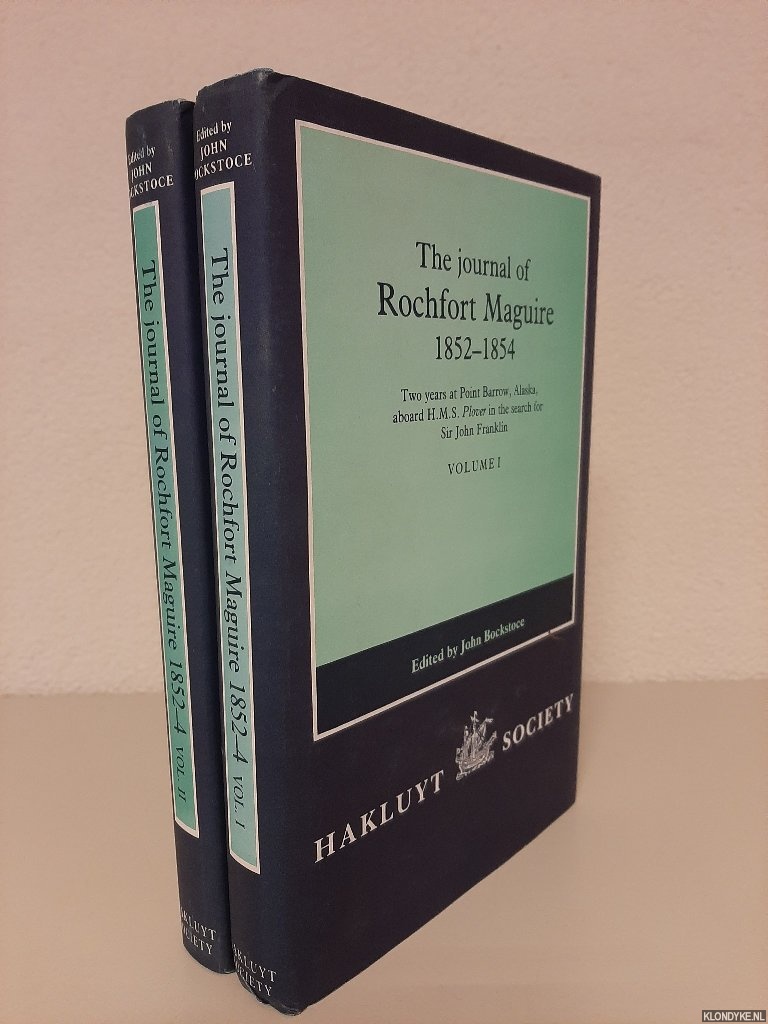 Edited by
JOHN
The journal of Rochfort Maguire 1852–4 VOL. II
SOCIETY
Edited by
JOHN
BOCKSTOCE
The journal of Rochfort Maguire 1852–4 VOL. I
HAKLUYT
SOCIETY
The journal of
Rochfort Maguire
1852–1854
Two years at Point Barrow, Alaska,
aboard H.M.S. Plover in the search for
Sir John Franklin
VOLUME I
Edited by John Bockstoce
HAKLUYT SOCIETY
KLONDYKE.NL